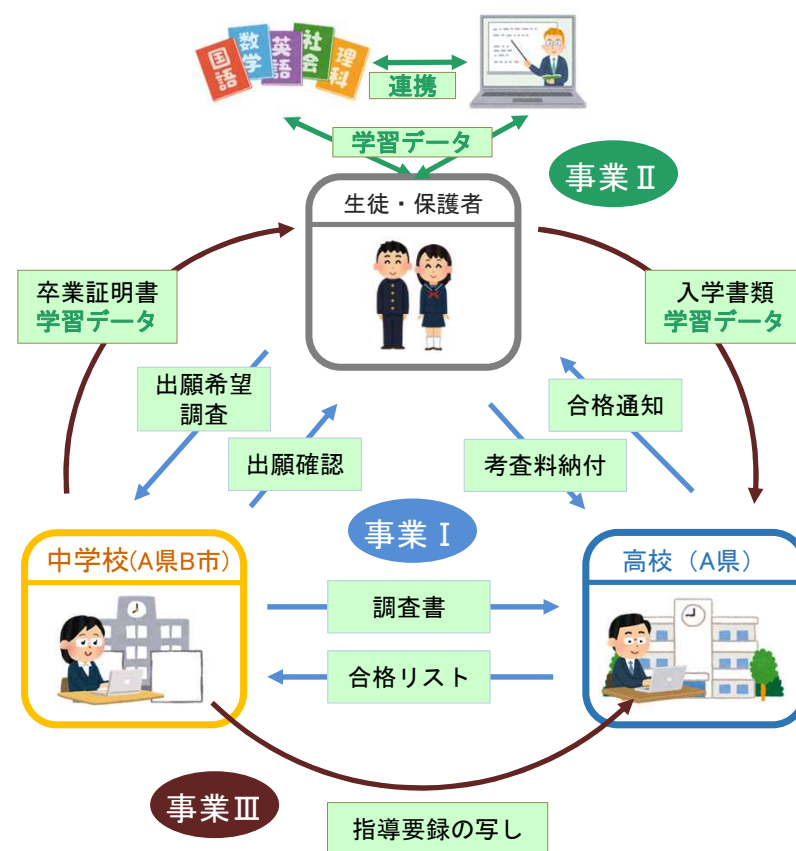 国語
数学
英語
社会
理科
連携
学習データ
事業Ⅱ
生徒・保護者
卒業証明書
学習データ
入学書類
学習データ
出願希望
調査
合格通知
出願確認
考査料納付
事業Ⅰ
中学校(A県B市)
高校（A県）
調査書
合格リスト
事業Ⅲ
指導要録の写し